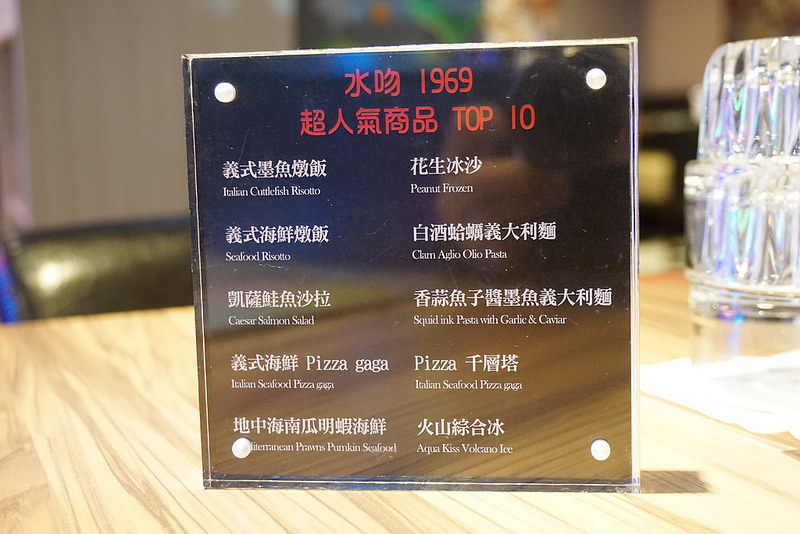 水吻 1969
超人氣商品 TOP 10
義式墨魚燉飯
Italian Cuttlefish Risotto
義式海鮮燉飯
Seafood Risotto
凱薩鮭魚沙拉
Caesar Salmon Salad
義式海鮮 Pizza gaga
Italian Seafood Pizza gaga
地中海南瓜明蝦海鮮
iterranean Prawns Pumkin Seafood
花生冰沙
Peanut Frozen
白酒蛤蠣義大利麵
Clam Aglio Olio Pasta
香蒜魚子醬墨魚義大利麵
Squid ink Pasta with Garlic & Caviar
Pizza 千層塔
Italian Seafood Pizza gaga
火山綜合冰
Aqua Kiss Volcano Ice